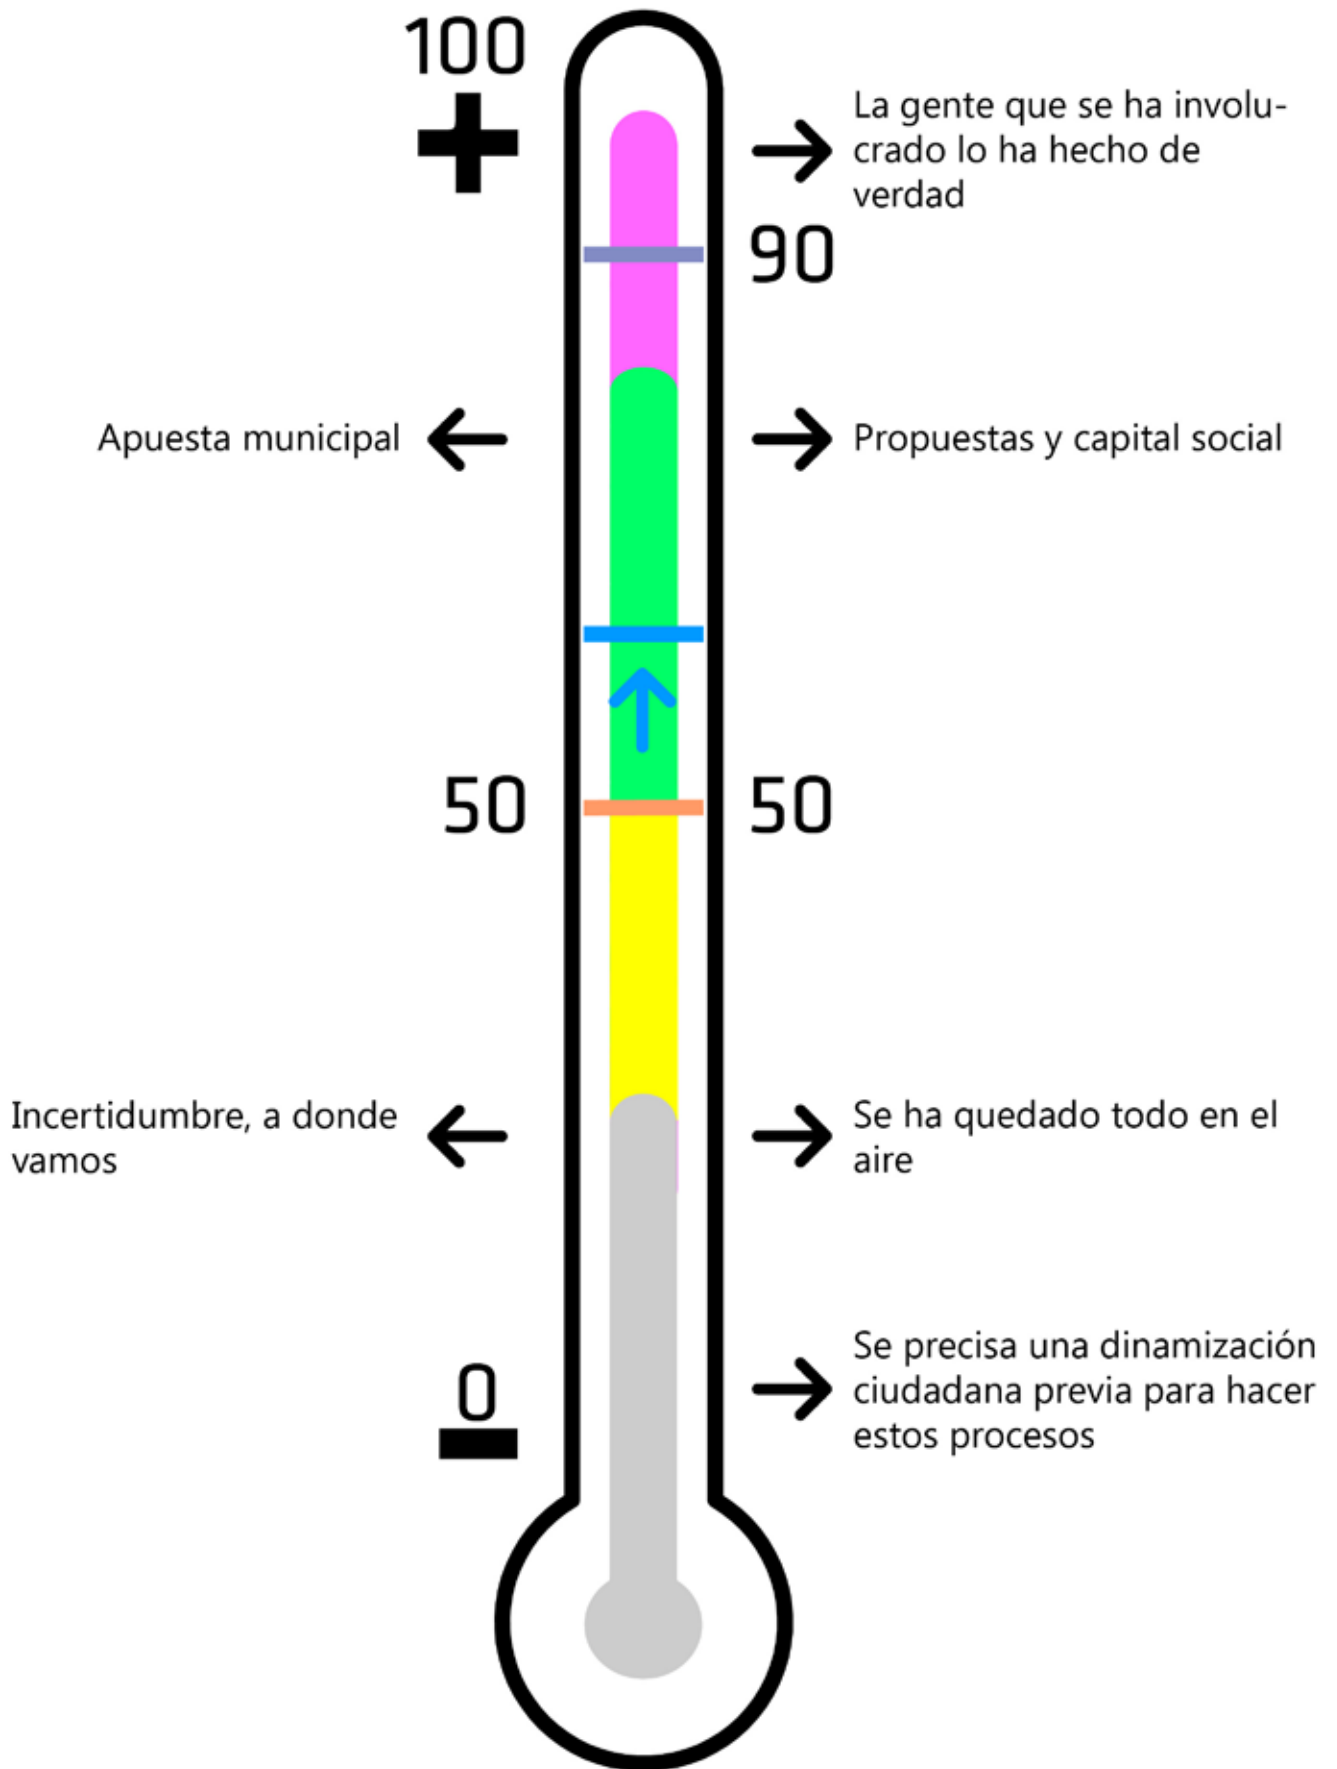 100
+
La gente que se ha involu-
crado lo ha hecho de
verdad
90
Apuesta municipal
Propuestas y capital social
50
50
Incertidumbre, a donde
vamos
Se ha quedado todo en el
aire
Se precisa una dinamización
ciudadana previa para hacer
estos procesos
0
−